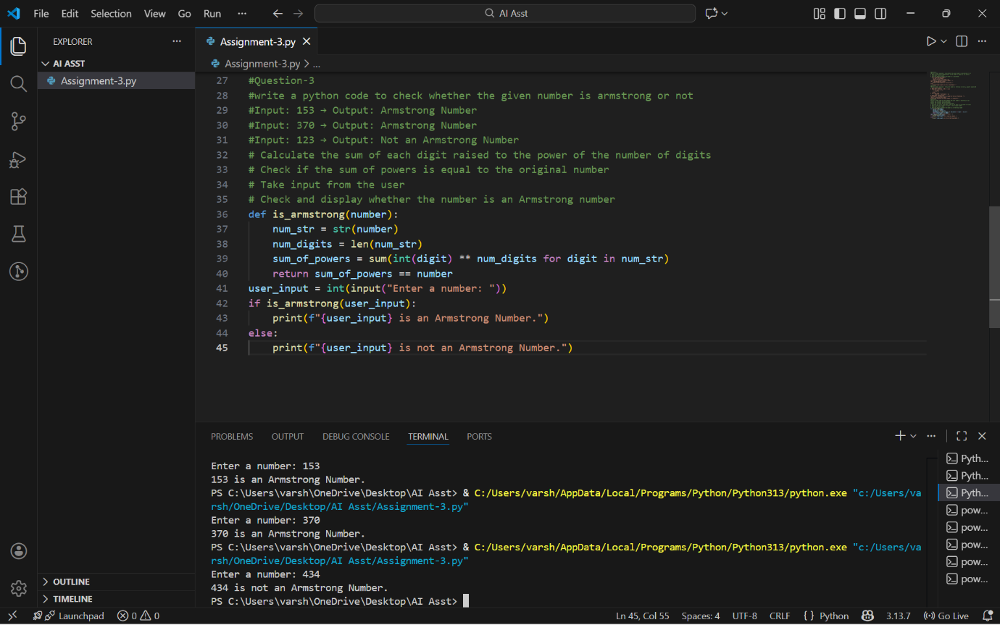 File Edit Selection View Go Run ··· AI Asst
EXPLORER ···
AI ASST
Assignment-3.py
Assignment-3.py
Assignment-3.py > ...
27 #Question-3
28 #write a python code to check whether the given number is armstrong or not
29 #Input: 153 → Output: Armstrong Number
30 #Input: 370 → Output: Armstrong Number
31 #Input: 123 → Output: Not an Armstrong Number
32 # Calculate the sum of each digit raised to the power of the number of digits
33 # Check if the sum of powers is equal to the original number
34 # Take input from the user
35 # Check and display whether the number is an Armstrong number
36 def is_armstrong(number):
37     num_str = str(number)
38     num_digits = len(num_str)
39     sum_of_powers = sum(int(digit) ** num_digits for digit in num_str)
40     return sum_of_powers == number
41 user_input = int(input("Enter a number: "))
42 if is_armstrong(user_input):
43     print(f"{user_input} is an Armstrong Number.")
44 else:
45     print(f"{user_input} is not an Armstrong Number.")
PROBLEMS OUTPUT DEBUG CONSOLE TERMINAL PORTS
Enter a number: 153
153 is an Armstrong Number.
PS C:\Users\varsh\OneDrive\Desktop\AI Asst> & C:/Users/varsh/AppData/Local/Programs/Python/Python313/python.exe "c:/Users/va
rsh/OneDrive/Desktop/AI Asst/Assignment-3.py"
Enter a number: 370
370 is an Armstrong Number.
PS C:\Users\varsh\OneDrive\Desktop\AI Asst> & C:/Users/varsh/AppData/Local/Programs/Python/Python313/python.exe "c:/Users/va
rsh/OneDrive/Desktop/AI Asst/Assignment-3.py"
Enter a number: 434
434 is not an Armstrong Number.
PS C:\Users\varsh\OneDrive\Desktop\AI Asst>
Pyth...
Pyth...
Pyth...
pow...
pow...
pow...
pow...
pow...
OUTLINE
TIMELINE
Launchpad 0 0 Ln 45, Col 55 Spaces: 4 UTF-8 CRLF { } Python 3.13.7 Go Live